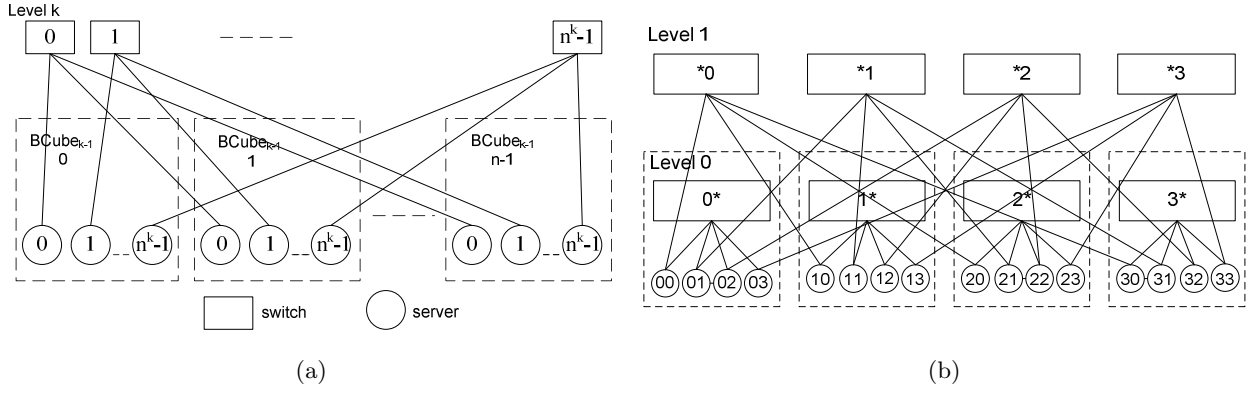 Level k
0 1 n^k-1
BCube_k-1
0
BCube_k-1
1
BCube_k-1
n-1
0 1 n^k-1 0 1 n^k-1 0 1 n^k-1
switch server
(a)
Level 1
*0 *1 *2 *3
Level 0
0* 1* 2* 3*
00 01 02 03 10 11 12 13 20 21 22 23 30 31 32 33
(b)